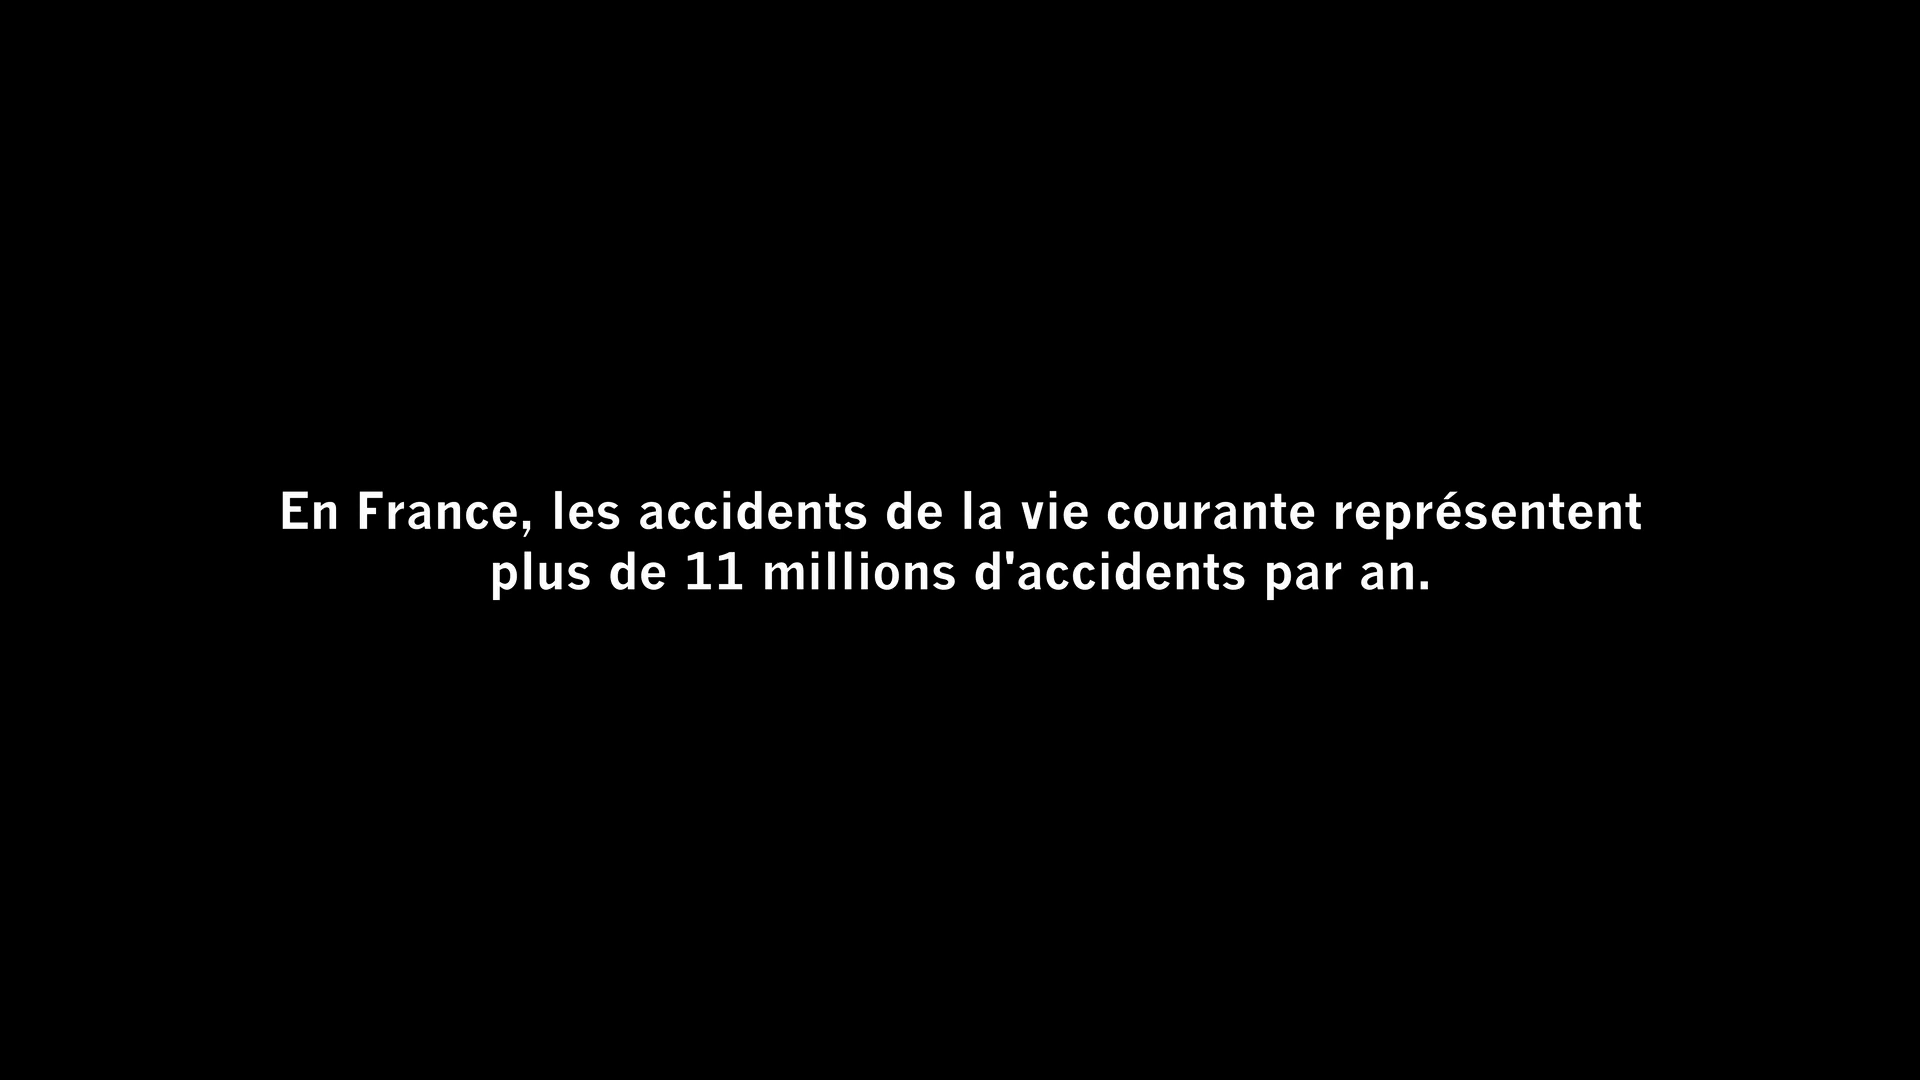 En France, les accidents de la vie courante représentent
plus de 11 millions d'accidents par an.